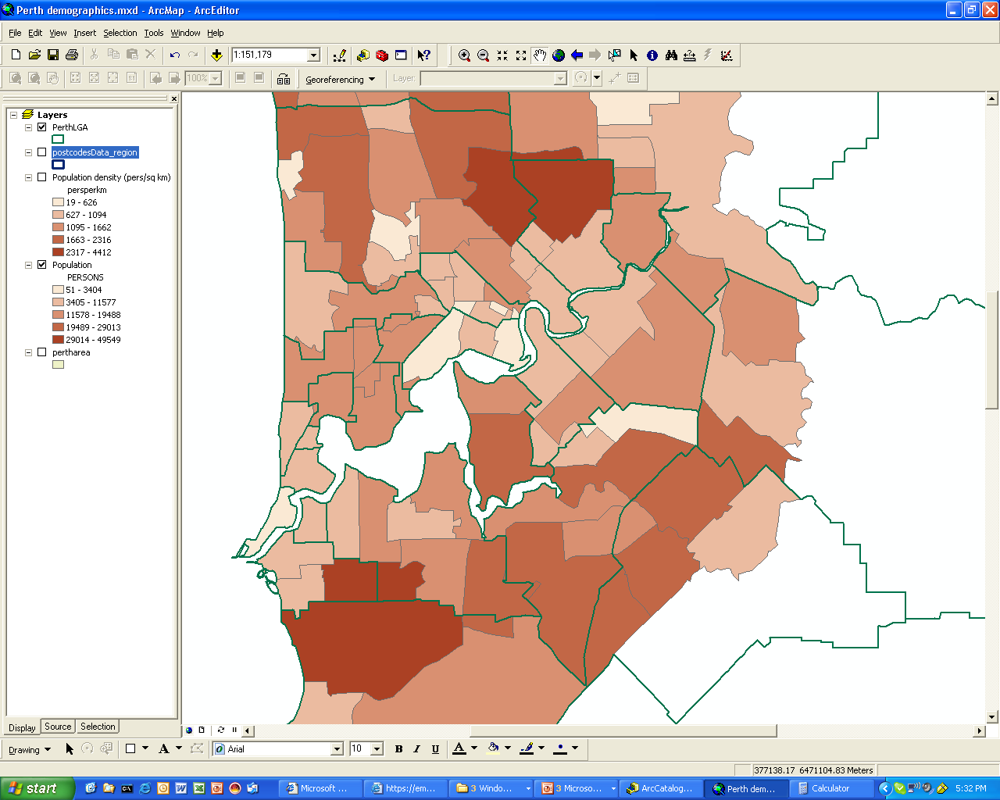 Perth demographics.mxd - ArcMap - ArcEditor
File Edit View Insert Selection Tools Window Help
1:151,179
100% Georeferencing Layer:
Layers
PerthLGA
postcodesData_region
Population density (pers/sq km)
persperkm
19 - 626
627 - 1094
1095 - 1662
1663 - 2316
2317 - 4412
Population
PERSONS
51 - 3404
3405 - 11577
11578 - 19488
19489 - 29013
29014 - 49549
pertharea
Display Source Selection
Drawing A Arial 10 B I U A
377138.17 6471104.83 Meters
start Microsoft ... https://em... 3 Windo... 3 Microso... ArcCatalog... Perth dem... Calculator 5:32 PM